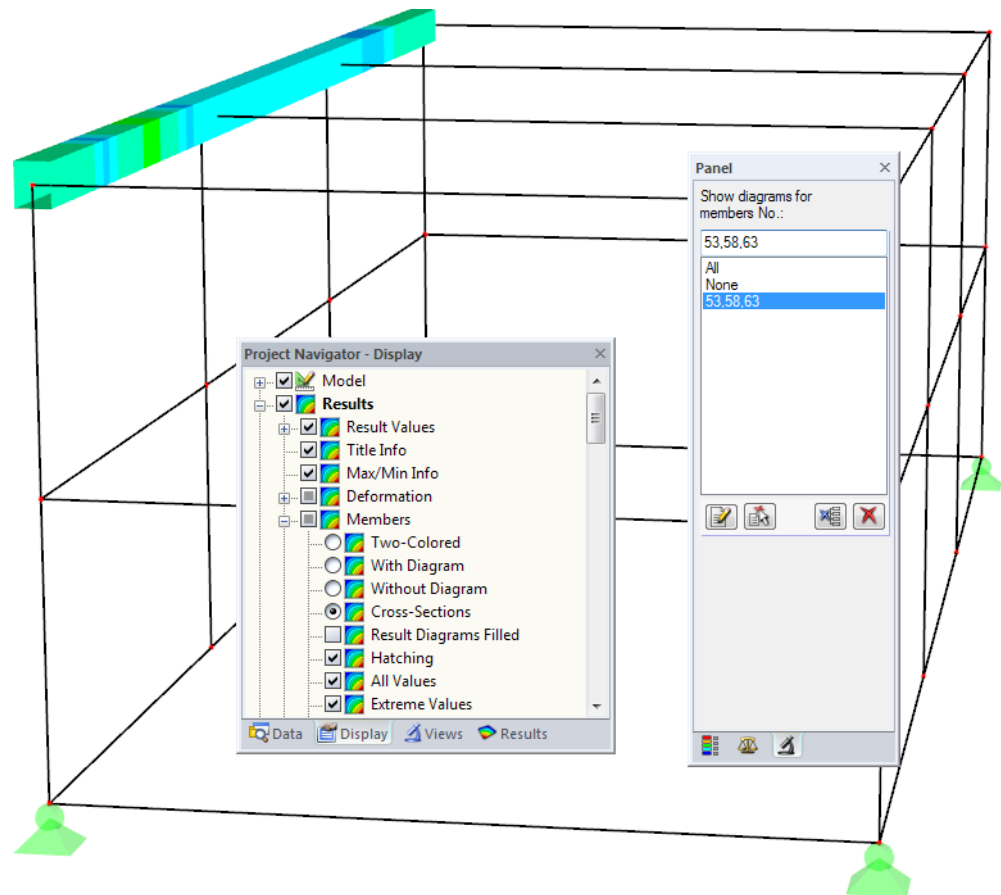 Panel
Show diagrams for
members No.:
53,58,63
All
None
53,58,63
Project Navigator - Display
Model
Results
Result Values
Title Info
Max/Min Info
Deformation
Members
Two-Colored
With Diagram
Without Diagram
Cross-Sections
Result Diagrams Filled
Hatching
All Values
Extreme Values
Data Display Views Results